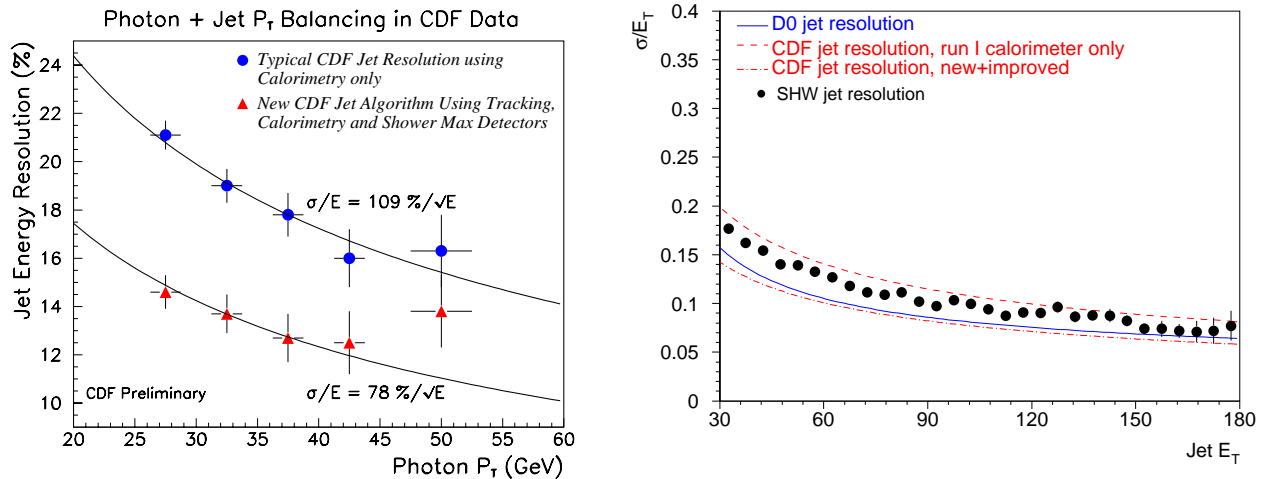 Photon + Jet P_T Balancing in CDF Data
Jet Energy Resolution (%)
24
22
20
18
16
14
12
10
Typical CDF Jet Resolution using
Calorimetry only
New CDF Jet Algorithm Using Tracking,
Calorimetry and Shower Max Detectors
σ/E = 109 %/√E
σ/E = 78 %/√E
CDF Preliminary
20 25 30 35 40 45 50 55 60
Photon P_T (GeV)
σ/E_T
0.4
0.35
0.3
0.25
0.2
0.15
0.1
0.05
0
D0 jet resolution
CDF jet resolution, run I calorimeter only
CDF jet resolution, new+improved
SHW jet resolution
30 60 90 120 150 180
Jet E_T